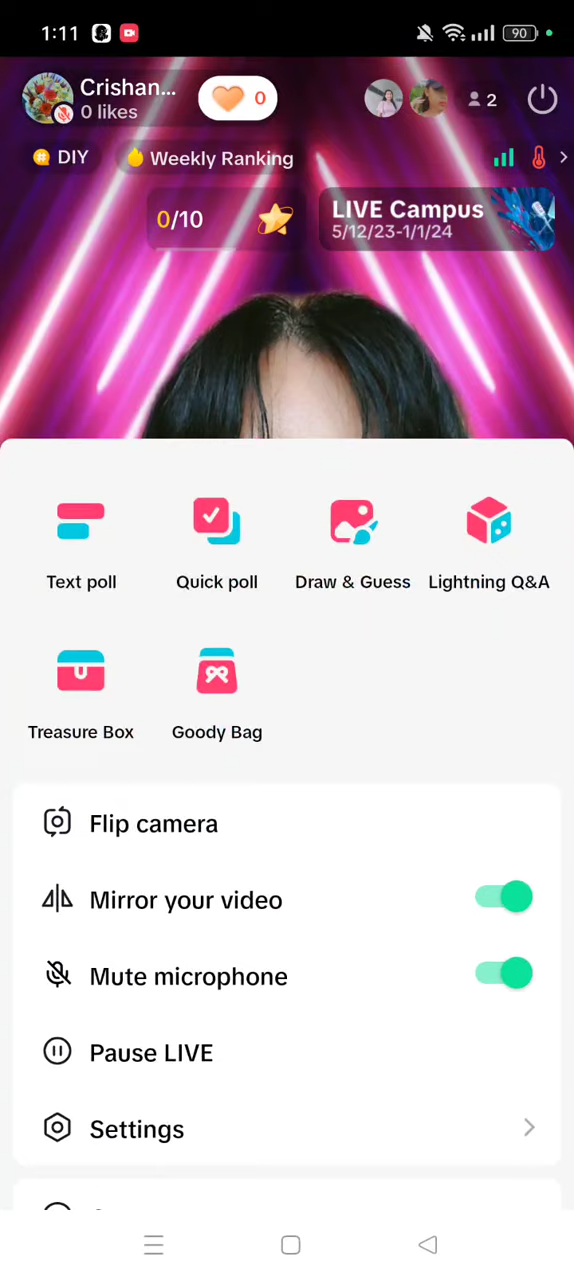 1:11
90
Crishan...
0 likes
0
2
DIY
Weekly Ranking
0/10
LIVE Campus
5/12/23-1/1/24
Text poll
Quick poll
Draw & Guess
Lightning Q&A
Treasure Box
Goody Bag
Flip camera
Mirror your video
Mute microphone
Pause LIVE
Settings